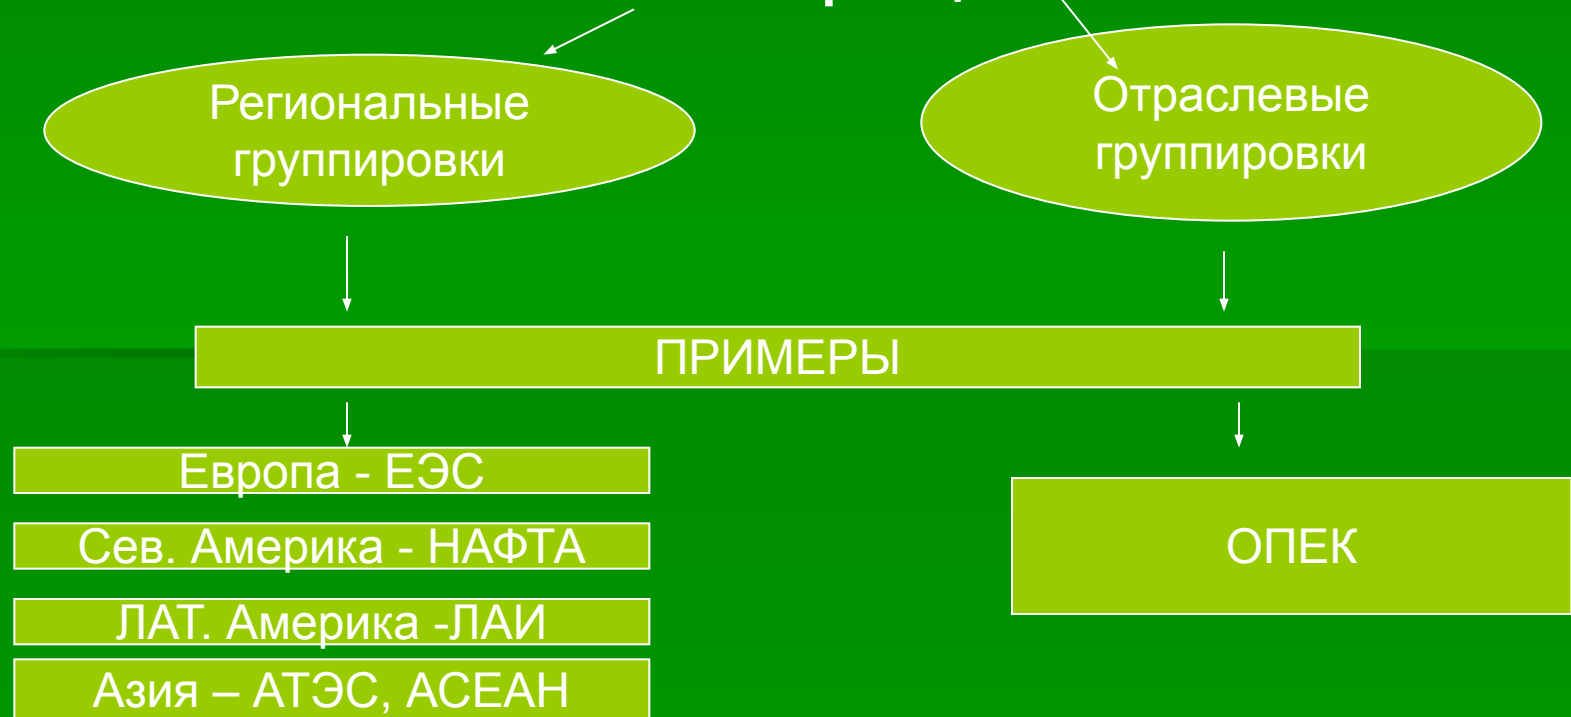 Региональные
группировки
Отраслевые
группировки
ПРИМЕРЫ
Европа - ЕЭС
Сев. Америка - НАФТА
ЛАТ. Америка -ЛАИ
Азия – АТЭС, АСЕАН
ОПЕК